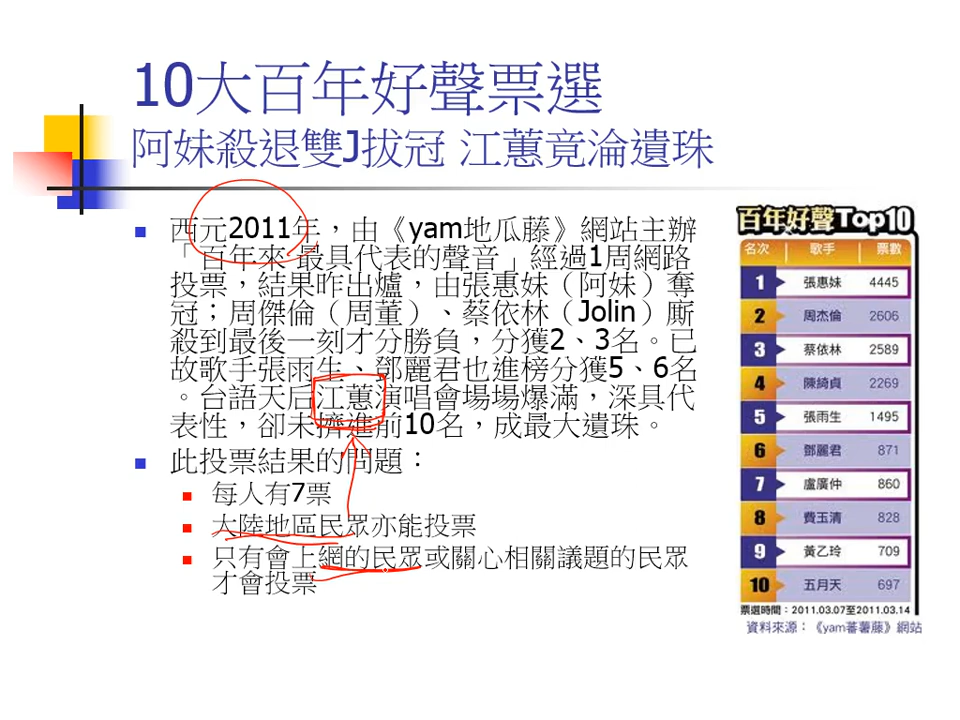 10大百年好聲票選
阿妹殺退雙J拔冠 江蕙竟淪遺珠
西元2011年，由《yam地瓜藤》網站主辦
「百年來 最具代表的聲音」經過1周網路
投票，結果昨出爐，由張惠妹（阿妹）奪
冠；周傑倫（周董）、蔡依林（Jolin）廝
殺到最後一刻才分勝負，分獲2、3名。已
故歌手張雨生、鄧麗君也進榜分獲5、6名
。台語天后江蕙演唱會場場爆滿，深具代
表性，卻未擠進前10名，成最大遺珠。
此投票結果的問題：
每人有7票
大陸地區民眾亦能投票
只有會上網的民眾或關心相關議題的民眾
才會投票
百年好聲Top10
名次 歌手 票數
1 張惠妹 4445
2 周杰倫 2606
3 蔡依林 2589
4 陳綺貞 2269
5 張雨生 1495
6 鄧麗君 871
7 盧廣仲 860
8 費玉清 828
9 黃乙玲 709
10 五月天 697
票選時間：2011.03.07至2011.03.14
資料來源：《yam蕃薯藤》網站